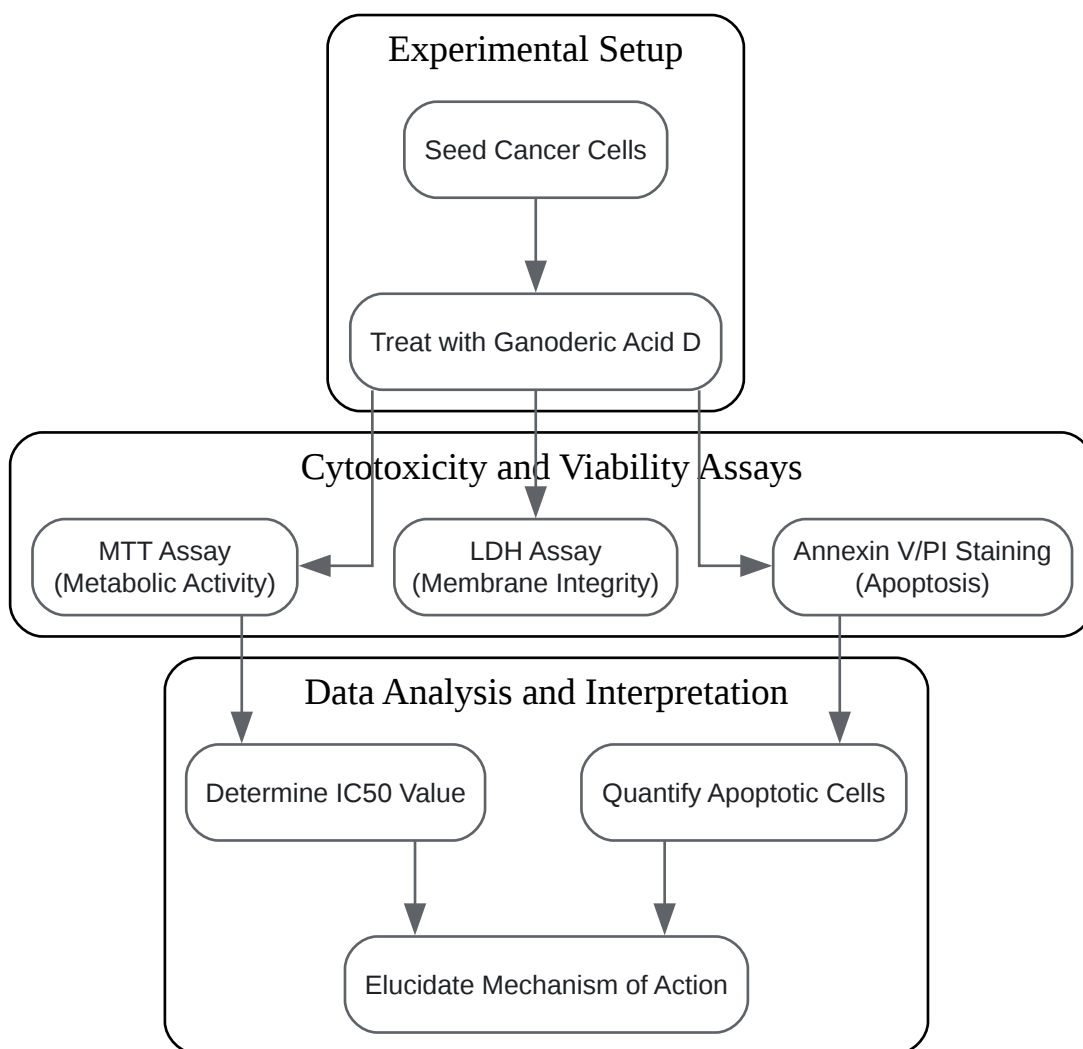 Experimental Setup
Seed Cancer Cells
Treat with Ganoderic Acid D
Cytotoxicity and Viability Assays
MTT Assay
(Metabolic Activity)
LDH Assay
(Membrane Integrity)
Annexin V/PI Staining
(Apoptosis)
Data Analysis and Interpretation
Determine IC50 Value
Quantify Apoptotic Cells
Elucidate Mechanism of Action